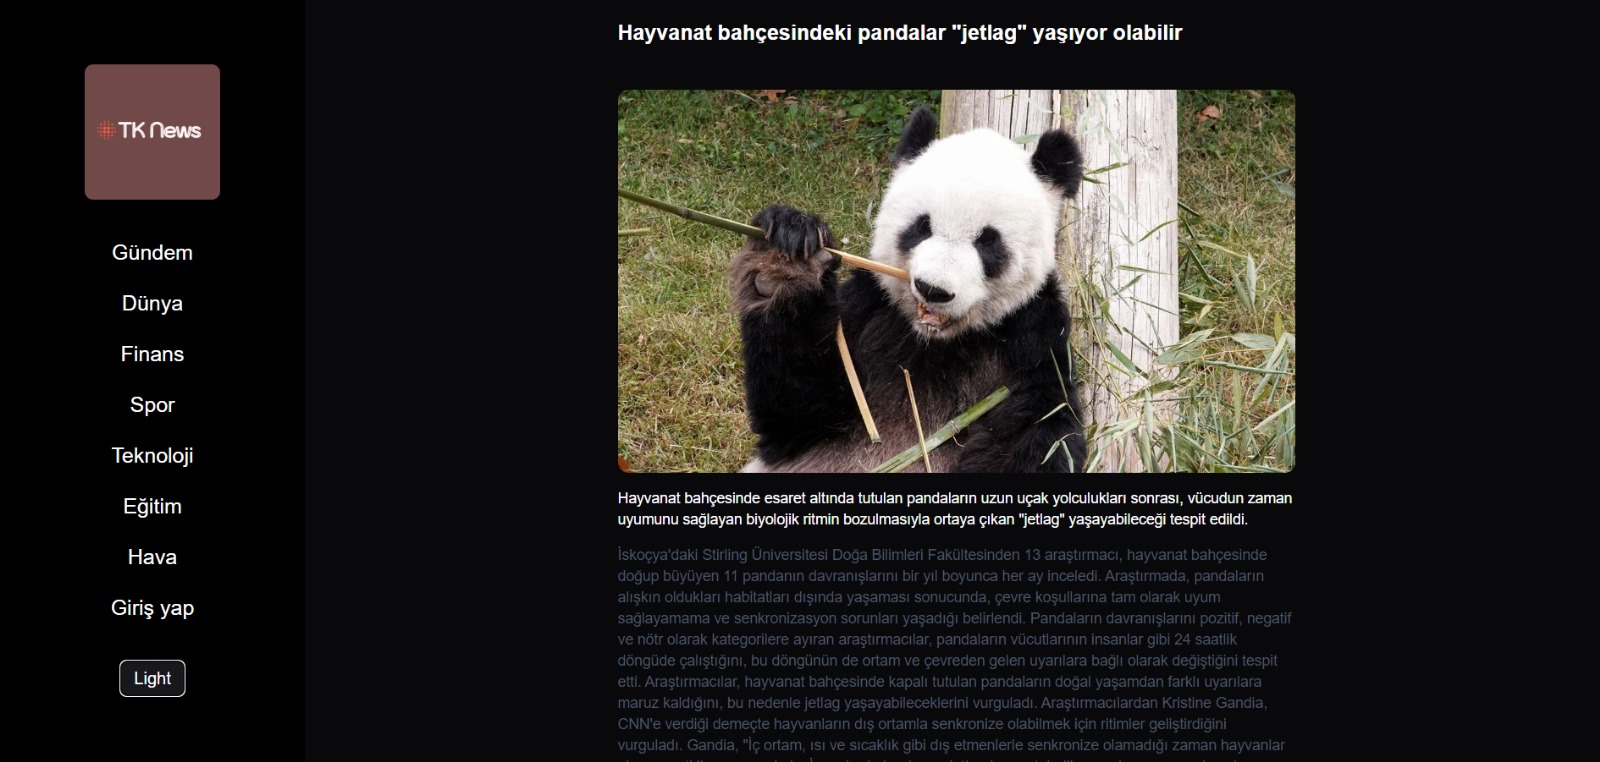 TK News
Gündem
Dünya
Finans
Spor
Teknoloji
Eğitim
Hava
Giriş yap
Light
Hayvanat bahçesindeki pandalar "jetlag" yaşıyor olabilir
Hayvanat bahçesinde esaret altında tutulan pandaların uzun uçak yolculukları sonrası, vücudun zaman
uyumunu sağlayan biyolojik ritmin bozulmasıyla ortaya çıkan "jetlag" yaşayabileceği tespit edildi.
İskoçya'daki Stirling Üniversitesi Doğa Bilimleri Fakültesinden 13 araştırmacı, hayvanat bahçesinde
doğup büyüyen 11 pandanın davranışlarını bir yıl boyunca her ay inceledi. Araştırmada, pandaların
alışkın oldukları habitatları dışında yaşaması sonucunda, çevre koşullarına tam olarak uyum
sağlayamama ve senkronizasyon sorunları yaşadığı belirlendi. Pandaların davranışlarını pozitif, negatif
ve nötr olarak kategorilere ayıran araştırmacılar, pandaların vücutlarının insanlar gibi 24 saatlik
döngüde çalıştığını, bu döngünün de ortam ve çevreden gelen uyarılara bağlı olarak değiştiğini tespit
etti. Araştırmacılar, hayvanat bahçesinde kapalı tutulan pandaların doğal yaşamdan farklı uyarılara
maruz kaldığını, bu nedenle jetlag yaşayabileceklerini vurguladı. Araştırmacılardan Kristine Gandia,
CNN'e verdiği demeçte hayvanların dış ortamla senkronize olabilmek için ritimler geliştirdiğini
vurguladı. Gandia, "İç ortam, ısı ve sıcaklık gibi dış etmenlerle senkronize olamadığı zaman hayvanlar